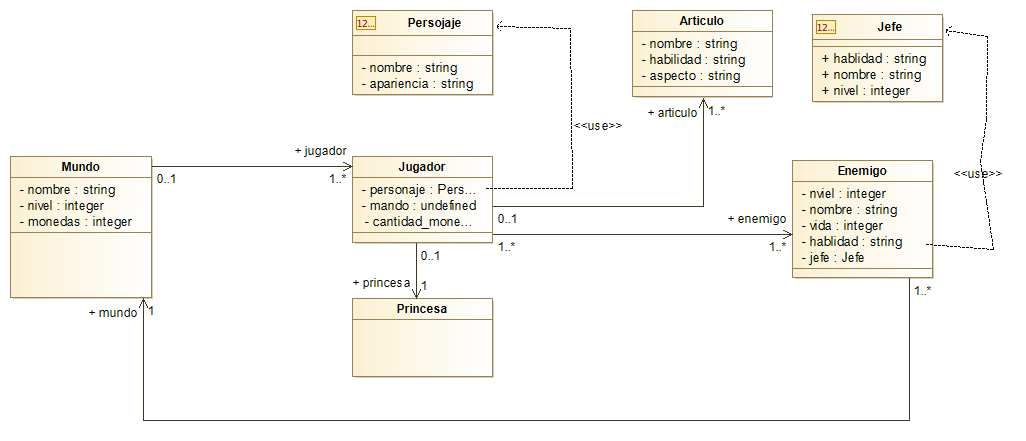 12... Persojaje
- nombre : string
- apariencia : string
Articulo
- nombre : string
- habilidad : string
- aspecto : string
12... Jefe
+ hablidad : string
+ nombre : string
+ nivel : integer
<<use>>
+ articulo
1..*
Mundo
- nombre : string
- nivel : integer
- monedas : integer
0..1
+ jugador
1..*
Jugador
- personaje : Pers...
- mando : undefined
- cantidad_mone...
0..1
1..*
+ enemigo
1..*
Enemigo
- nviel : integer
- nombre : string
- vida : integer
- hablidad : string
- jefe : Jefe
<<use>>
0..1
+ princesa
1
Princesa
1..*
+ mundo
1